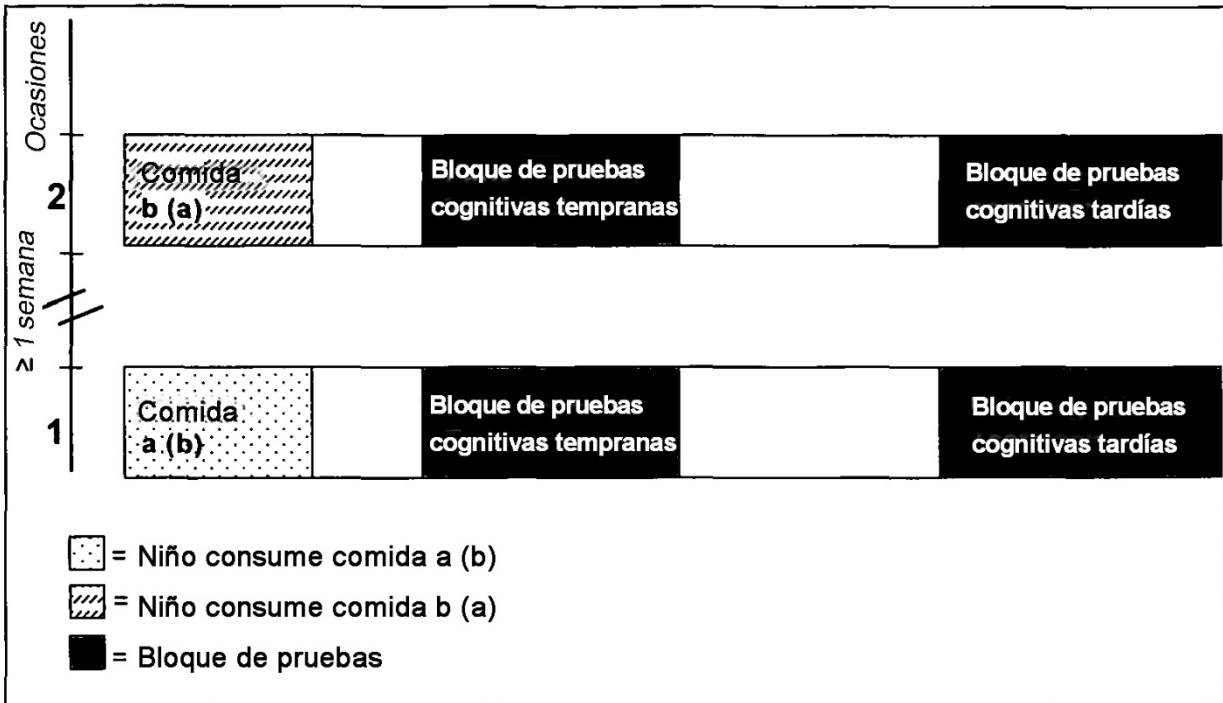 Ocasiones
2
Comida
b (a)
Bloque de pruebas
cognitivas tempranas
Bloque de pruebas
cognitivas tardías
≥ 1 semana
1
Comida
a (b)
Bloque de pruebas
cognitivas tempranas
Bloque de pruebas
cognitivas tardías
= Niño consume comida a (b)
= Niño consume comida b (a)
= Bloque de pruebas